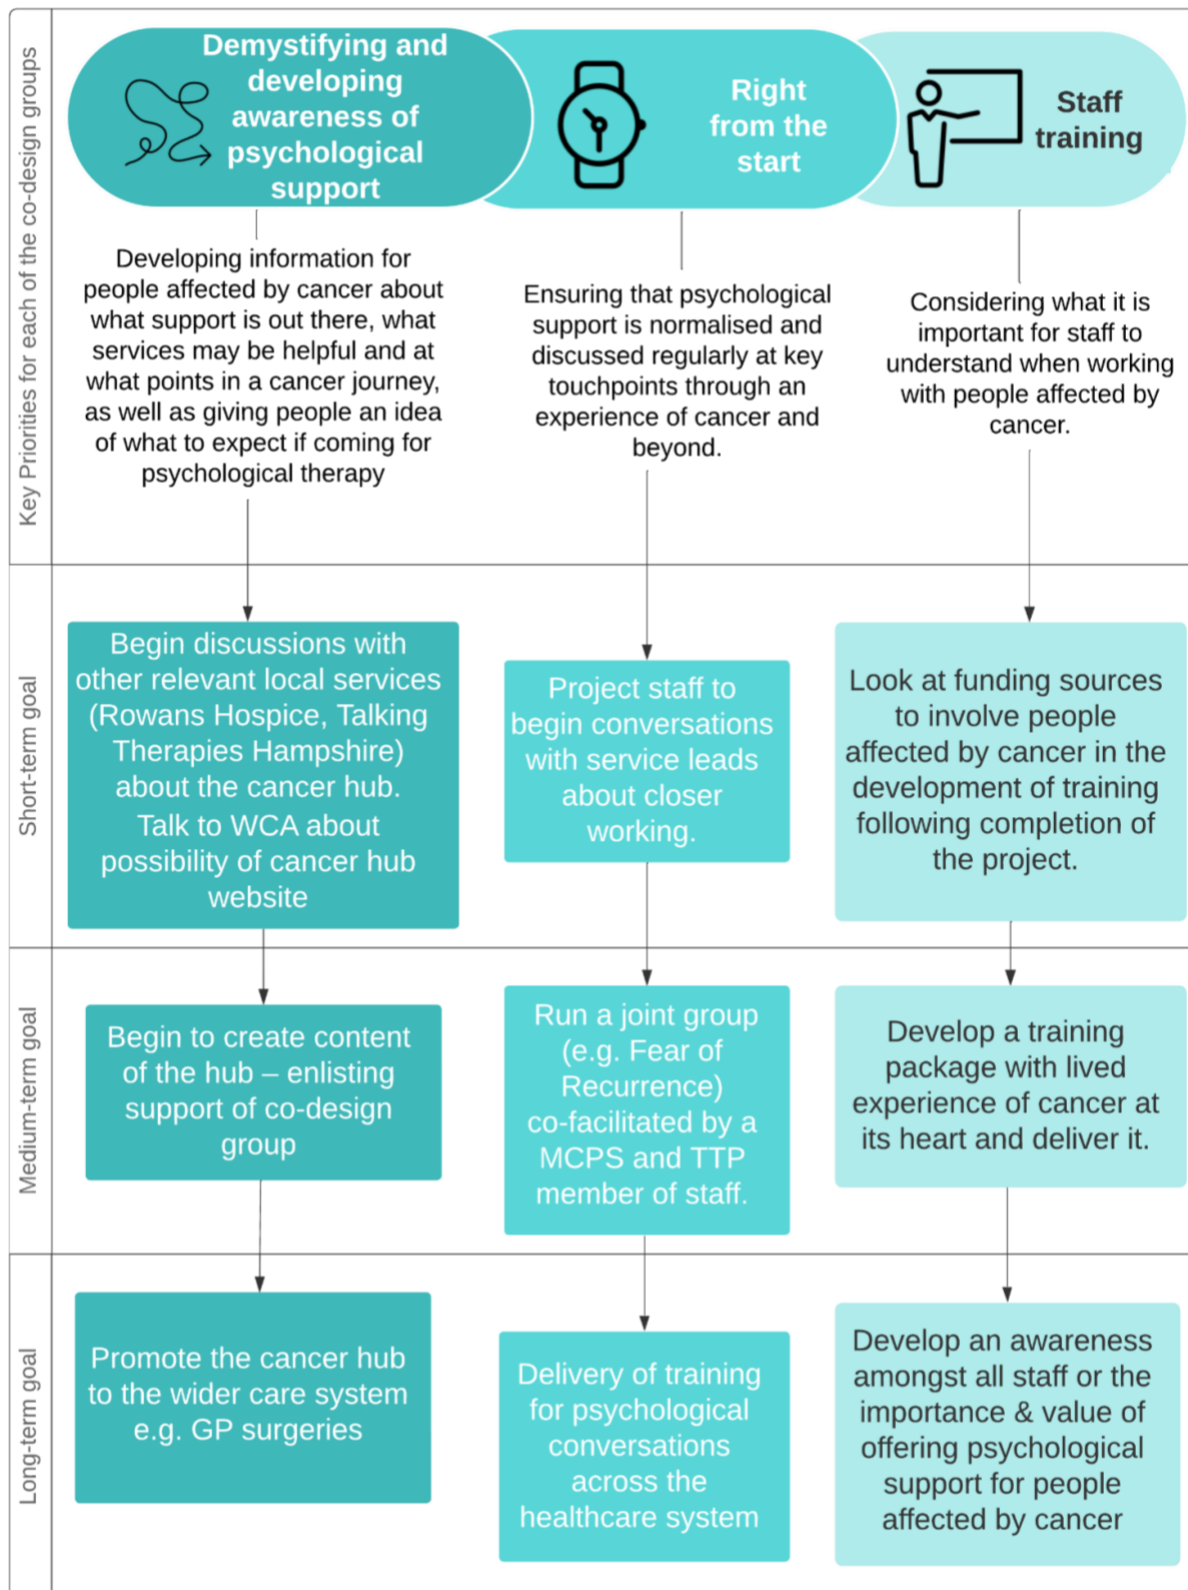 Key Priorities for each of the co-design groups
Demystifying and
developing
awareness of
psychological
support
Right
from the
start
Staff
training
Developing information for
people affected by cancer about
what support is out there, what
services may be helpful and at
what points in a cancer journey,
as well as giving people an idea
of what to expect if coming for
psychological therapy
Ensuring that psychological
support is normalised and
discussed regularly at key
touchpoints through an
experience of cancer and
beyond.
Considering what it is
important for staff to
understand when working
with people affected by
cancer.
Short-term goal
Begin discussions with
other relevant local services
(Rowans Hospice, Talking
Therapies Hampshire)
about the cancer hub.
Talk to WCA about
possibility of cancer hub
website
Project staff to
begin conversations
with service leads
about closer
working.
Look at funding sources
to involve people
affected by cancer in the
development of training
following completion of
the project.
Medium-term goal
Begin to create content
of the hub – enlisting
support of co-design
group
Run a joint group
(e.g. Fear of
Recurrence)
co-facilitated by a
MCPS and TTP
member of staff.
Develop a training
package with lived
experience of cancer at
its heart and deliver it.
Long-term goal
Promote the cancer hub
to the wider care system
e.g. GP surgeries
Delivery of training
for psychological
conversations
across the
healthcare system
Develop an awareness
amongst all staff or the
importance & value of
offering psychological
support for people
affected by cancer